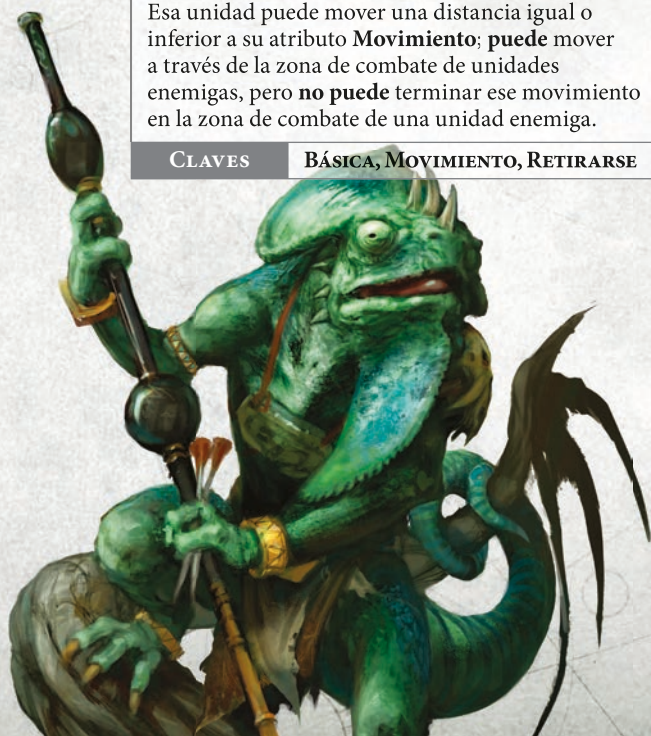 Esa unidad puede mover una distancia igual o
inferior a su atributo Movimiento; puede mover
a través de la zona de combate de unidades
enemigas, pero no puede terminar ese movimiento
en la zona de combate de una unidad enemiga.
Claves Básica, Movimiento, Retirarse